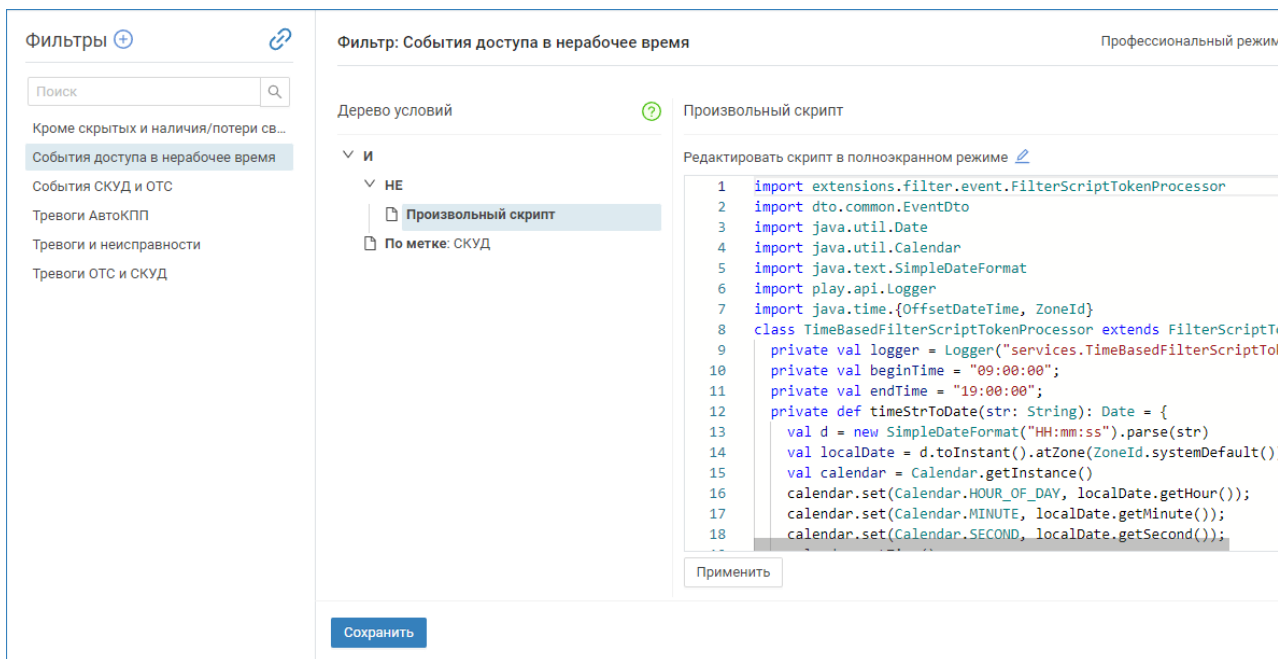 Фильтры
Поиск
Кроме скрытых и наличия/потери св...
События доступа в нерабочее время
События СКУД и ОТС
Тревоги АвтоКПП
Тревоги и неисправности
Тревоги ОТС и СКУД
Фильтр: События доступа в нерабочее время
Профессиональный режим
Дерево условий
?
И
НЕ
Произвольный скрипт
По метке: СКУД
Произвольный скрипт
Редактировать скрипт в полноэкранном режиме
1 import extensions.filter.event.FilterScriptTokenProcessor
2 import dto.common.EventDto
3 import java.util.Date
4 import java.util.Calendar
5 import java.text.SimpleDateFormat
6 import play.api.Logger
7 import java.time.{OffsetDateTime, ZoneId}
8 class TimeBasedFilterScriptTokenProcessor extends FilterScriptT
9 private val logger = Logger("services.TimeBasedFilterScriptTo
10 private val beginTime = "09:00:00";
11 private val endTime = "19:00:00";
12 private def timeStrToDate(str: String): Date = {
13 val d = new SimpleDateFormat("HH:mm:ss").parse(str)
14 val localDate = d.toInstant().atZone(ZoneId.systemDefault()
15 val calendar = Calendar.getInstance()
16 calendar.set(Calendar.HOUR_OF_DAY, localDate.getHour());
17 calendar.set(Calendar.MINUTE, localDate.getMinute());
18 calendar.set(Calendar.SECOND, localDate.getSecond());
Применить
Сохранить